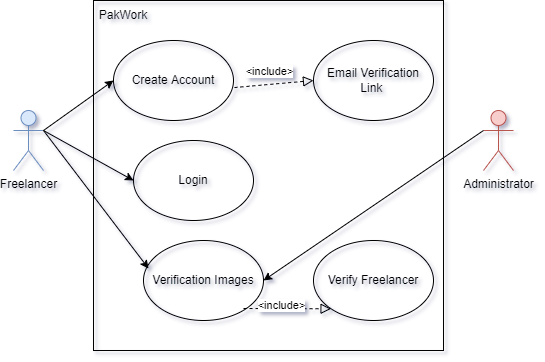 PakWork
Create Account
<include>
Email Verification
Link
Freelancer
Login
Administrator
Verification Images
<include>
Verify Freelancer